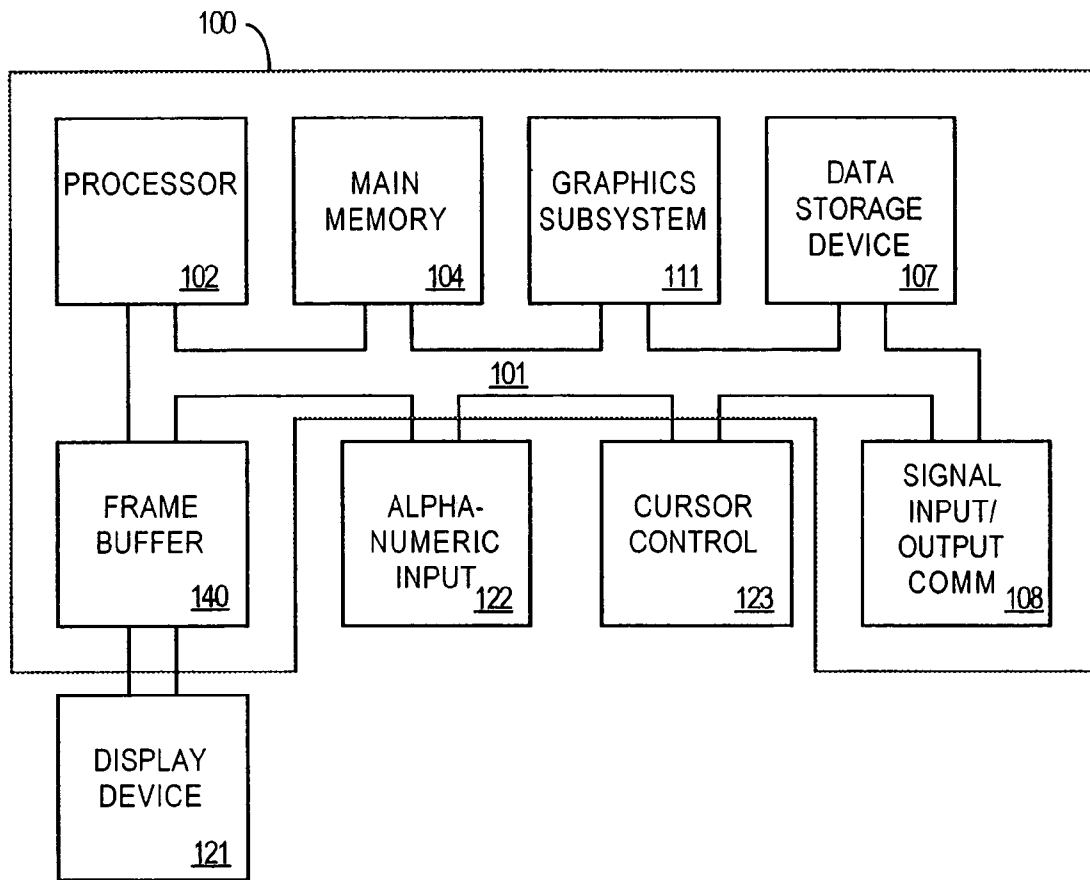 100
PROCESSOR
102
MAIN
MEMORY
104
GRAPHICS
SUBSYSTEM
111
DATA
STORAGE
DEVICE
107
101
FRAME
BUFFER
140
ALPHA-
NUMERIC
INPUT
122
CURSOR
CONTROL
123
SIGNAL
INPUT/
OUTPUT
COMM
108
DISPLAY
DEVICE
121